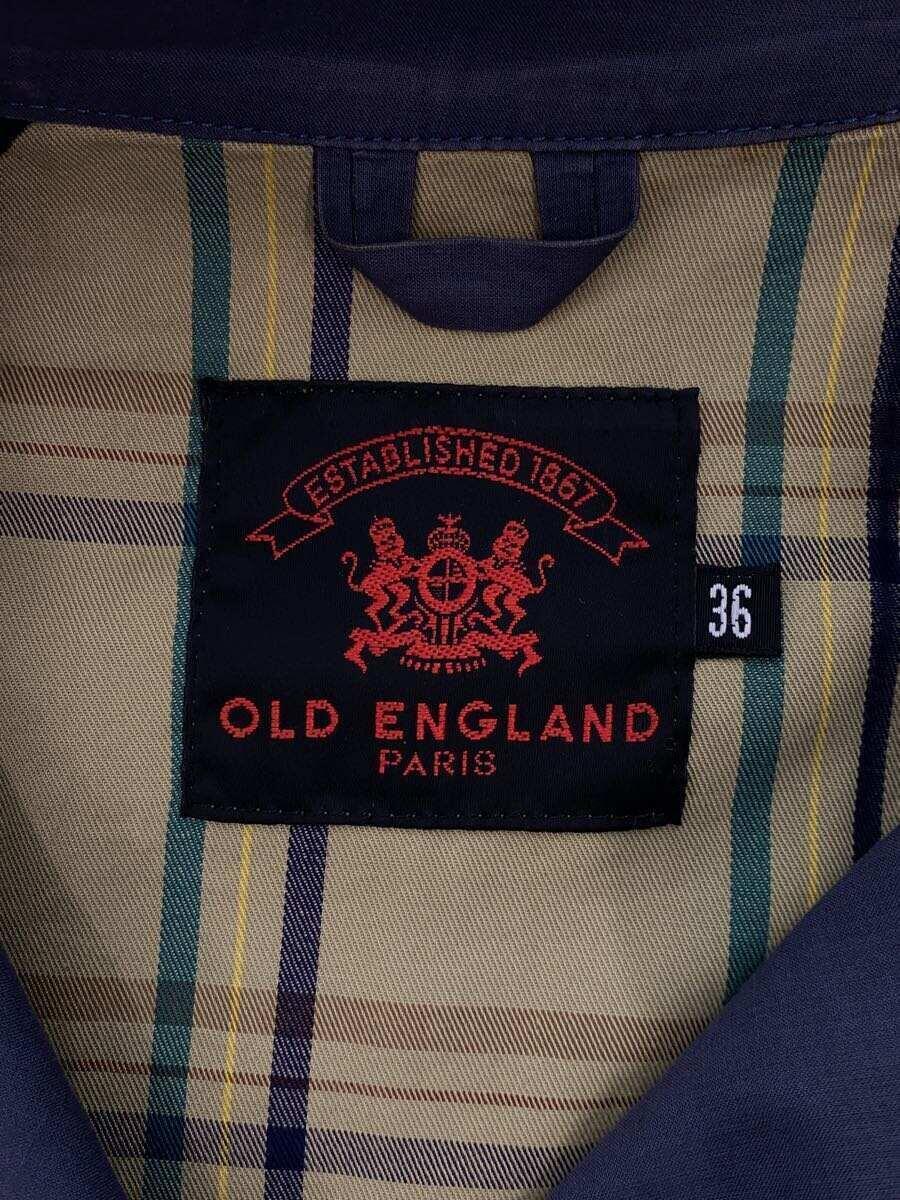 ESTABLISHED 1867
OLD ENGLAND
PARIS
36